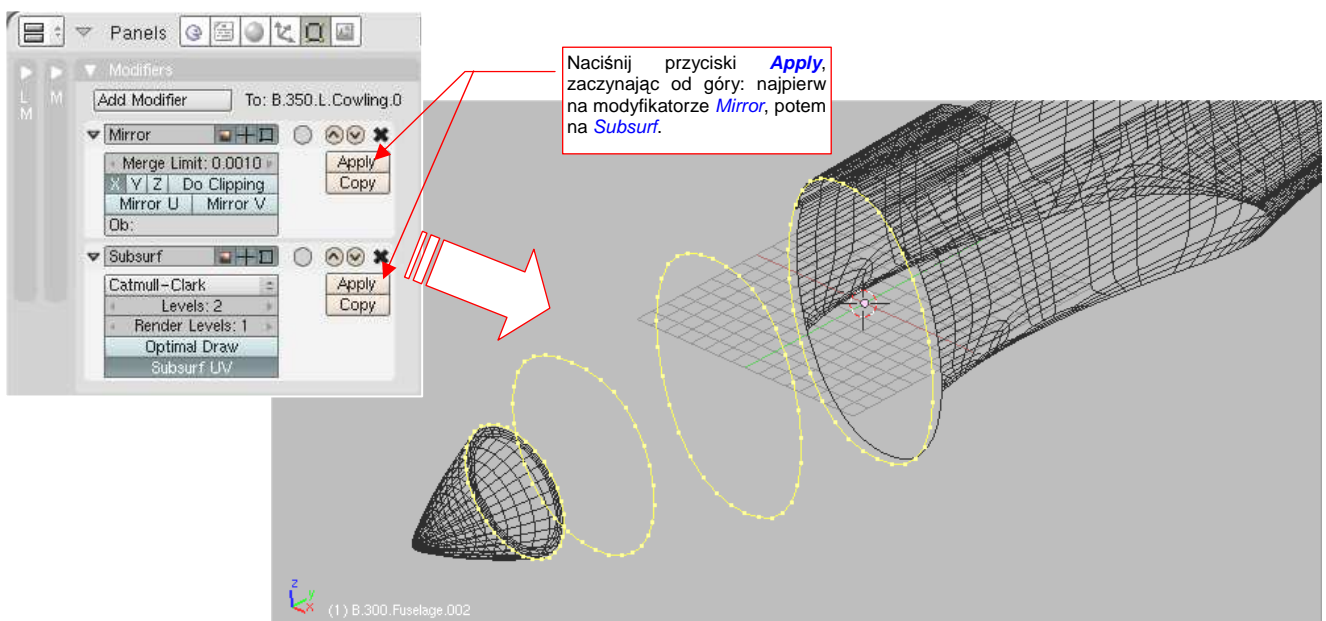 Panels
Modifiers
L M
M
Add Modifier To: B.350.L.Cowling.0
Mirror
Merge Limit: 0.0010
Apply
X Y Z Do Clipping
Copy
Mirror U Mirror V
Ob:
Subsurf
Catmull-Clark
Apply
Levels: 2
Copy
Render Levels: 1
Optimal Draw
Subsurf UV
Naciśnij przyciski Apply,
zaczynając od góry: najpierw
na modyfikatorze Mirror, potem
na Subsurf.
z
y
x
(1) B.300.Fuselage.002